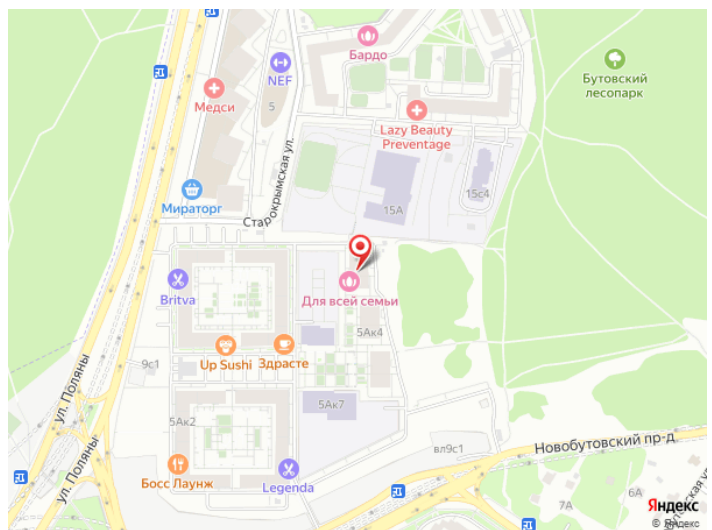 Бардо
NEF
5
Медси
Бутовский
лесопарк
Lazy Beauty
Preventage
Старокрымская ул.
15с4
15А
Мираторг
Britva
Для всей семьи
5Ак4
Up Sushi
Здрасте
9с1
ул. Поляны
5Ак7
5Ак2
ул. Поляны
вл9с1
Новобутовский пр-д
Босс Лаунж
Legenda
7А
6А
Яндекс
© Яндекс